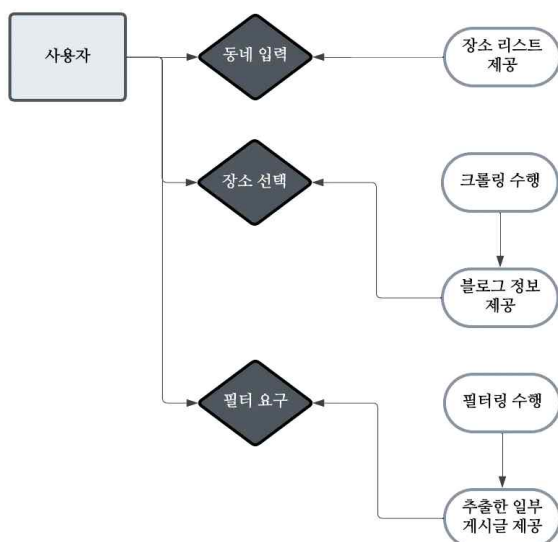 사용자
동네 입력
장소 리스트
제공
장소 선택
크롤링 수행
블로그 정보
제공
필터 요구
필터링 수행
추출한 일부
게시글 제공